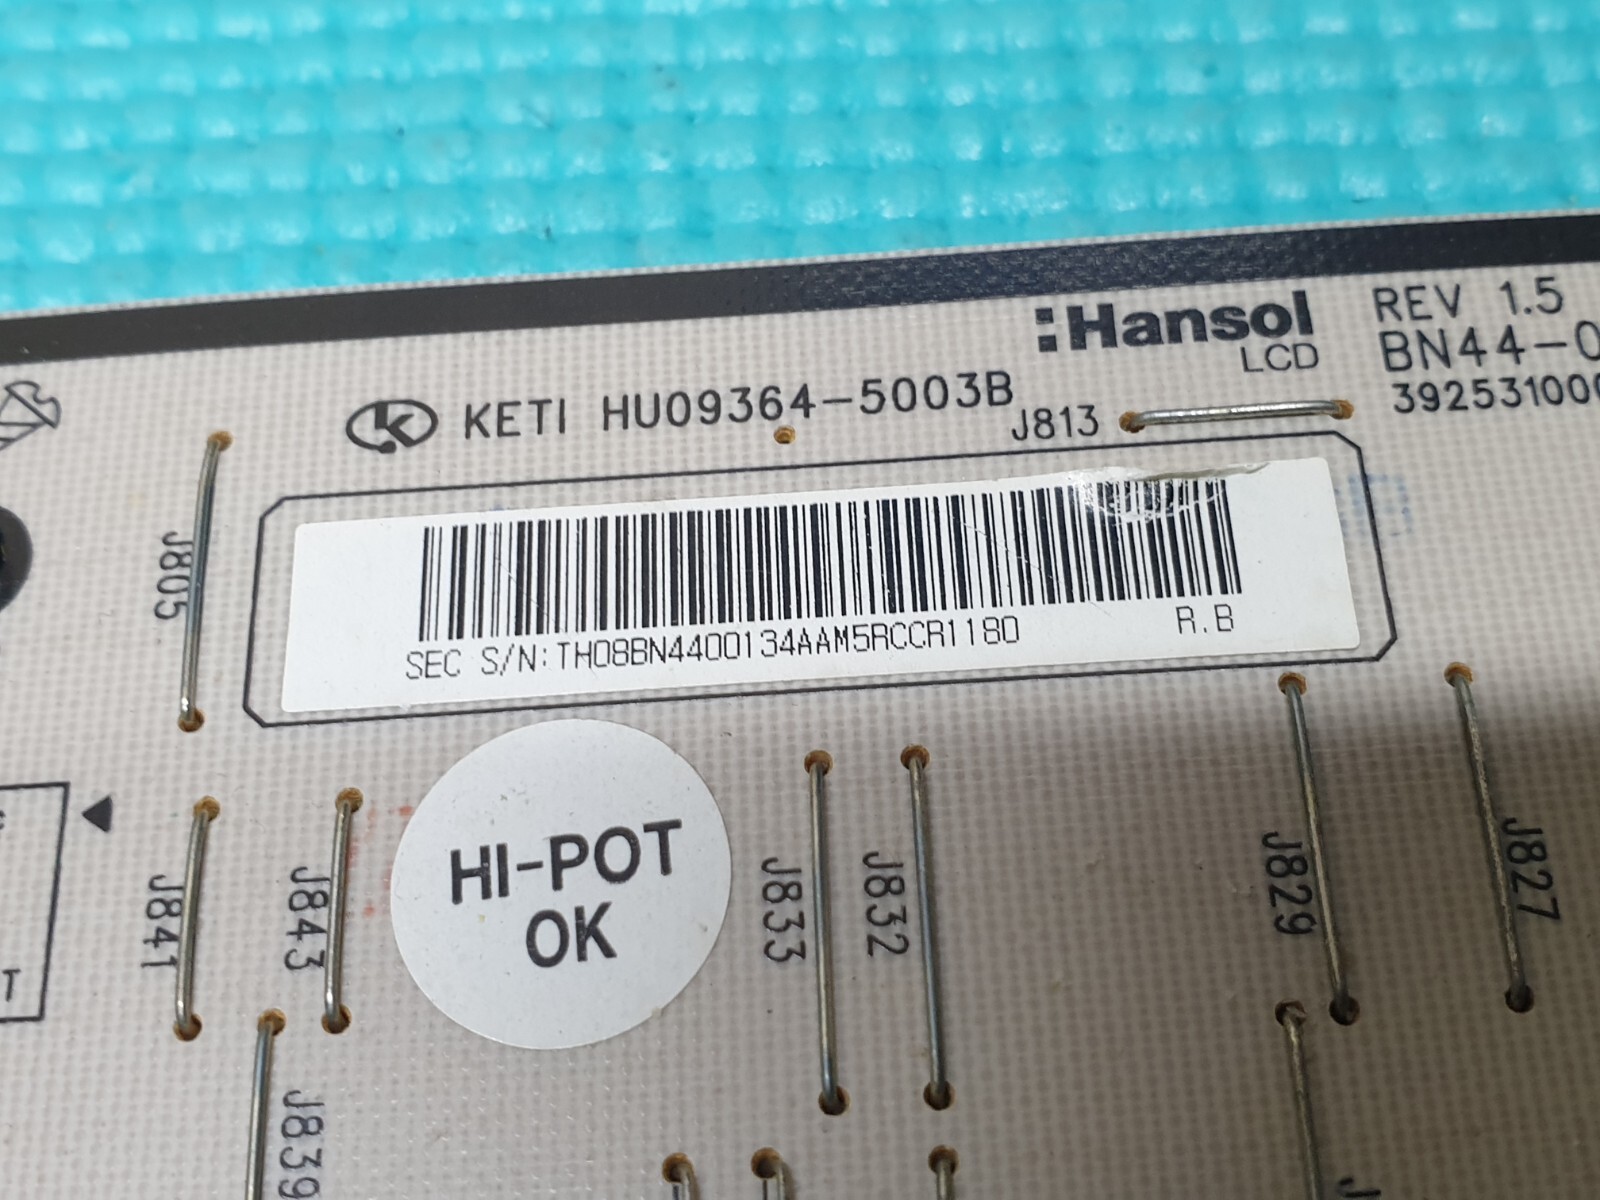 Hansol
LCD
REV 1.5
BN44-0
392531000
KETI HU09364-5003B
J813
SEC S/N:TH08BN4400134AAM5RCCR1180
R.B
J805
HI-POT
OK
J841
J843
J833
J832
J829
J827
J839
T